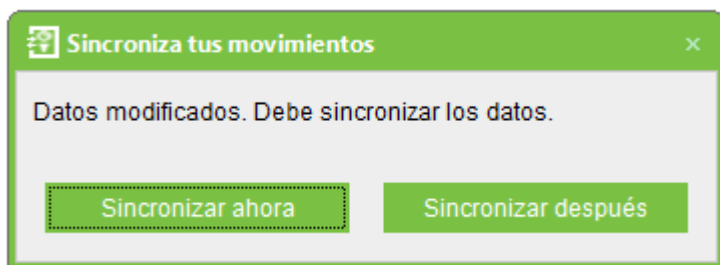 Sincroniza tus movimientos
Datos modificados. Debe sincronizar los datos.
Sincronizar ahora
Sincronizar después